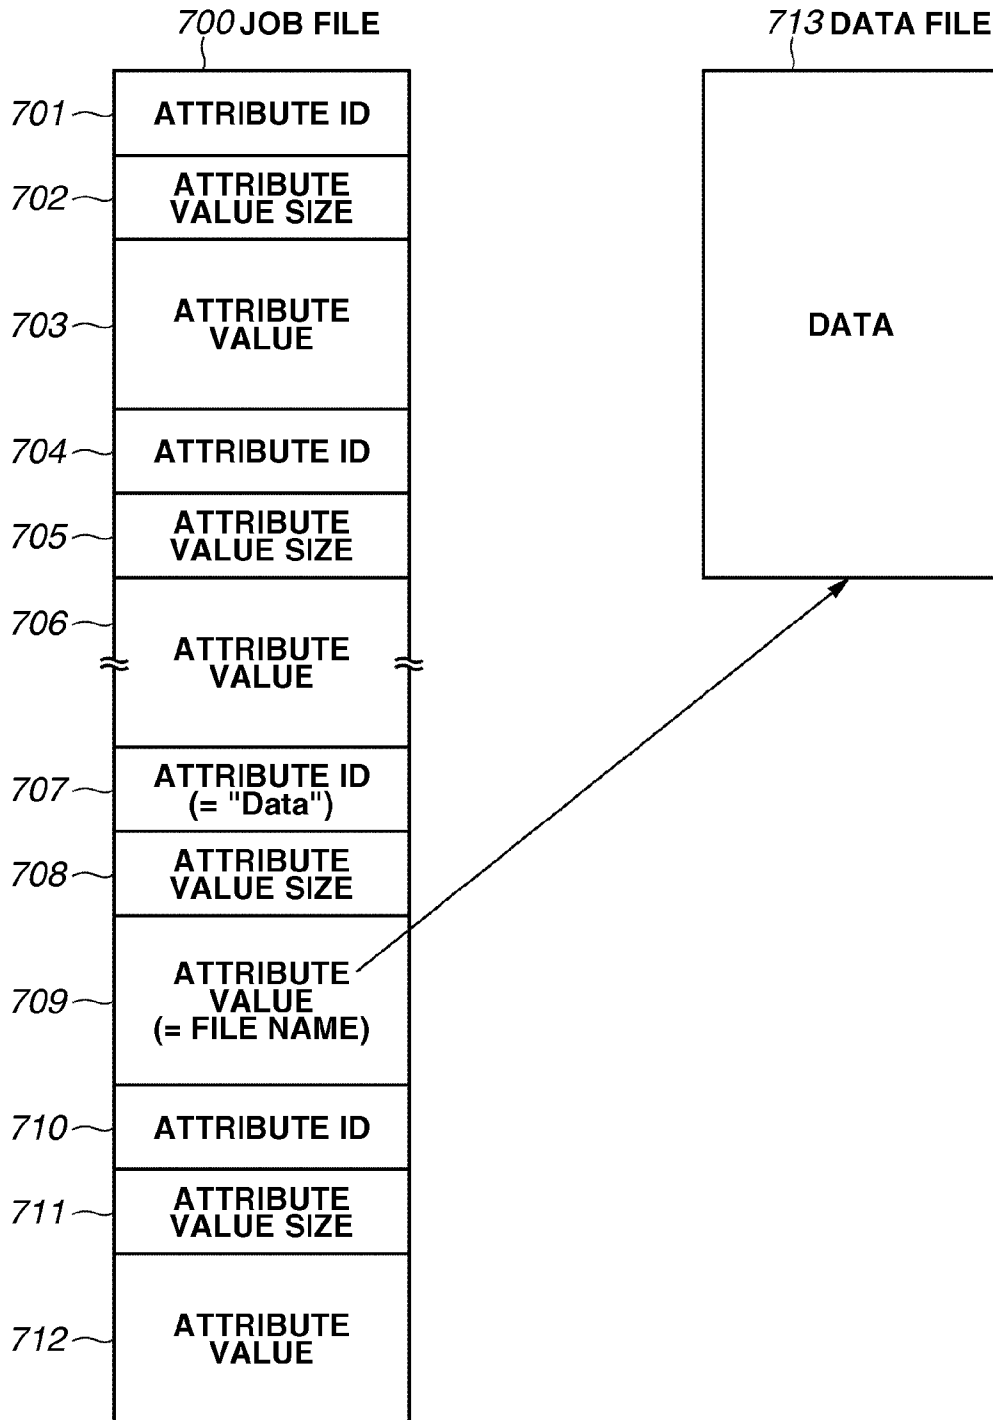 700 JOB FILE
713 DATA FILE
701
ATTRIBUTE ID
702
ATTRIBUTE
VALUE SIZE
703
ATTRIBUTE
VALUE
DATA
704
ATTRIBUTE ID
705
ATTRIBUTE
VALUE SIZE
706
ATTRIBUTE
VALUE
707
ATTRIBUTE ID
(= "Data")
708
ATTRIBUTE
VALUE SIZE
709
ATTRIBUTE
VALUE
(= FILE NAME)
710
ATTRIBUTE ID
711
ATTRIBUTE
VALUE SIZE
712
ATTRIBUTE
VALUE